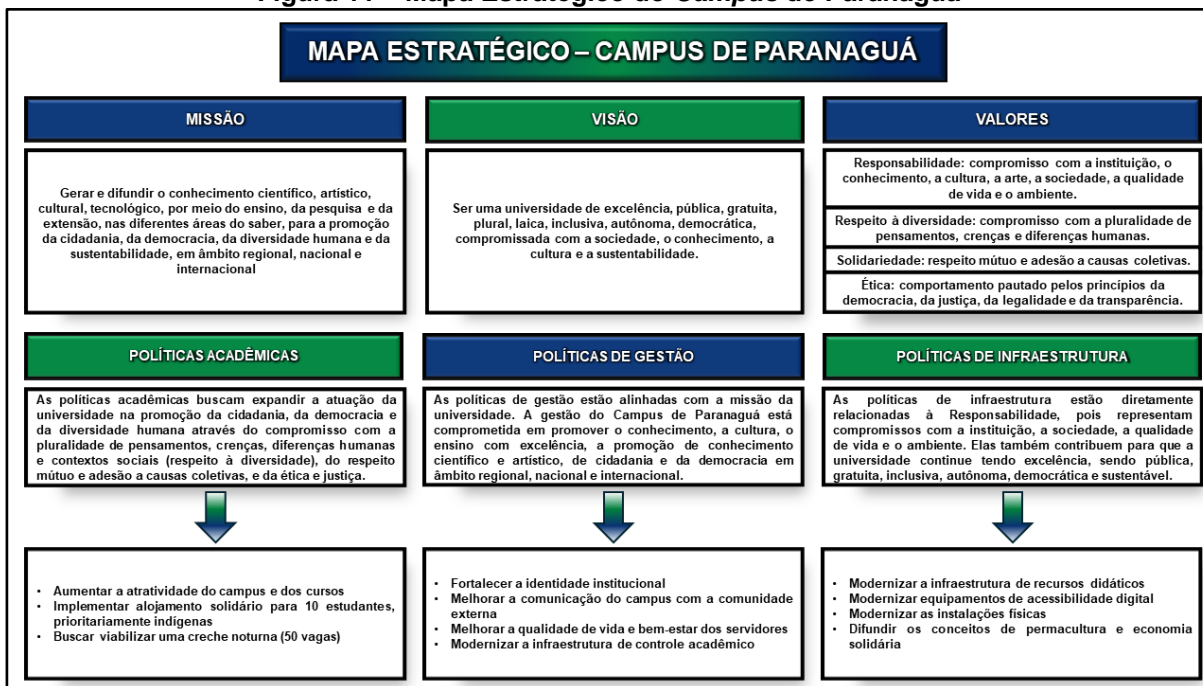 Figura 11 – Mapa Estratégico do Campus de Paranaguá
MAPA ESTRATÉGICO – CAMPUS DE PARANAGUÁ
MISSÃO
Gerar e difundir o conhecimento científico, artístico,
cultural, tecnológico, por meio do ensino, da pesquisa e da
extensão, nas diferentes áreas do saber, para a promoção
da cidadania, da democracia, da diversidade humana e da
sustentabilidade, em âmbito regional, nacional e
internacional
VISÃO
Ser uma universidade de excelência, pública, gratuita,
plural, laica, inclusiva, autônoma, democrática,
compromissada com a sociedade, o conhecimento, a
cultura e a sustentabilidade.
VALORES
Responsabilidade: compromisso com a instituição, o
conhecimento, a cultura, a arte, a sociedade, a qualidade
de vida e o ambiente.
Respeito à diversidade: compromisso com a pluralidade de
pensamentos, crenças e diferenças humanas.
Solidariedade: respeito mútuo e adesão a causas coletivas.
Ética: comportamento pautado pelos princípios da
democracia, da justiça, da legalidade e da transparência.
POLÍTICAS ACADÊMICAS
As políticas acadêmicas buscam expandir a atuação da
universidade na promoção da cidadania, da democracia e
da diversidade humana através do compromisso com a
pluralidade de pensamentos, crenças, diferenças humanas
e contextos sociais (respeito à diversidade), do respeito
mútuo e adesão a causas coletivas, e da ética e justiça.
• Aumentar a atratividade do campus e dos cursos
• Implementar alojamento solidário para 10 estudantes,
prioritariamente indígenas
• Buscar viabilizar uma creche noturna (50 vagas)
POLÍTICAS DE GESTÃO
As políticas de gestão estão alinhadas com a missão da
universidade. A gestão do Campus de Paranaguá está
comprometida em promover o conhecimento, a cultura, o
ensino com excelência, a promoção de conhecimento
científico e artístico, de cidadania e da democracia em
âmbito regional, nacional e internacional.
• Fortalecer a identidade institucional
• Melhorar a comunicação do campus com a comunidade
externa
• Melhorar a qualidade de vida e bem-estar dos servidores
• Modernizar a infraestrutura de controle acadêmico
POLÍTICAS DE INFRAESTRUTURA
As políticas de infraestrutura estão diretamente
relacionadas à Responsabilidade, pois representam
compromissos com a instituição, a sociedade, a qualidade
de vida e o ambiente. Elas também contribuem para que a
universidade continue tendo excelência, sendo pública,
gratuita, inclusiva, autônoma, democrática e sustentável.
• Modernizar a infraestrutura de recursos didáticos
• Modernizar equipamentos de acessibilidade digital
• Modernizar as instalações físicas
• Difundir os conceitos de permacultura e economia
solidária